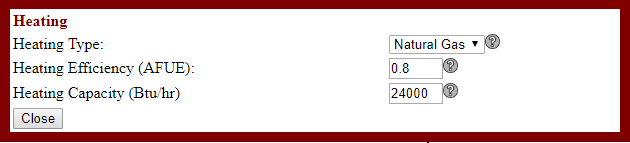 Heating
Heating Type: Natural Gas
Heating Efficiency (AFUE): 0.8
Heating Capacity (Btu/hr) 24000
Close